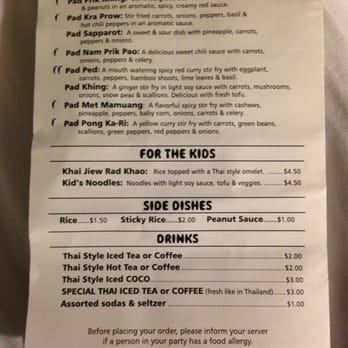 & peanuts in an aromatic, spicy, creamy red sauce.
Pad Kra Prow: Stir fried carrots, onions, peppers, basil &
hot chili peppers in an aromatic sauce.
Pad Sapparot: A sweet & sour dish with pineapple, carrots,
peppers & onions.
Pad Nam Prik Pao: A delicious sweet chili sauce with carrots,
onions, peppers & celery.
Pad Ped: A mouth watering spicy red curry stir fry with eggplant,
carrots, peppers, bamboo shoots, lime leaves & basil.
Pad Khing: A ginger stir fry in light soy sauce with carrots, mushrooms,
onions, snow peas & scallions. Delicious with fresh tofu.
Pad Met Mamuang: A flavorful spicy stir fry with cashews,
pineapple, peppers, baby corn, onions, carrots & celery.
Pad Pong Ka-Ri: A yellow curry stir fry with carrots, green beans,
scallions, green peppers, red peppers & onions.
FOR THE KIDS
Khai Jiew Rad Khao: Rice topped with a Thai style omelet. ......$4.50
Kid's Noodles: Noodles with light soy sauce, tofu & veggies. ......$4.50
SIDE DISHES
Rice....$1.50 Sticky Rice....$2.00 Peanut Sauce....$1.00
DRINKS
Thai Style Iced Tea or Coffee......$2.00
Thai Style Hot Tea or Coffee......$2.00
Thai Style Iced COCO......$3.00
SPECIAL THAI ICED TEA or COFFEE (fresh like in Thailand)......$3.00
Assorted sodas & seltzer......$1.00
Before placing your order, please inform your server
if a person in your party has a food allergy.